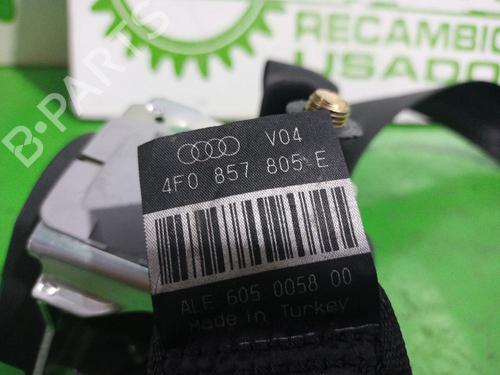 RECAMBIO
USADO
B-PARTS
V04
4F0 857 805 E
ALF 605 0058 00
Made in Turkey